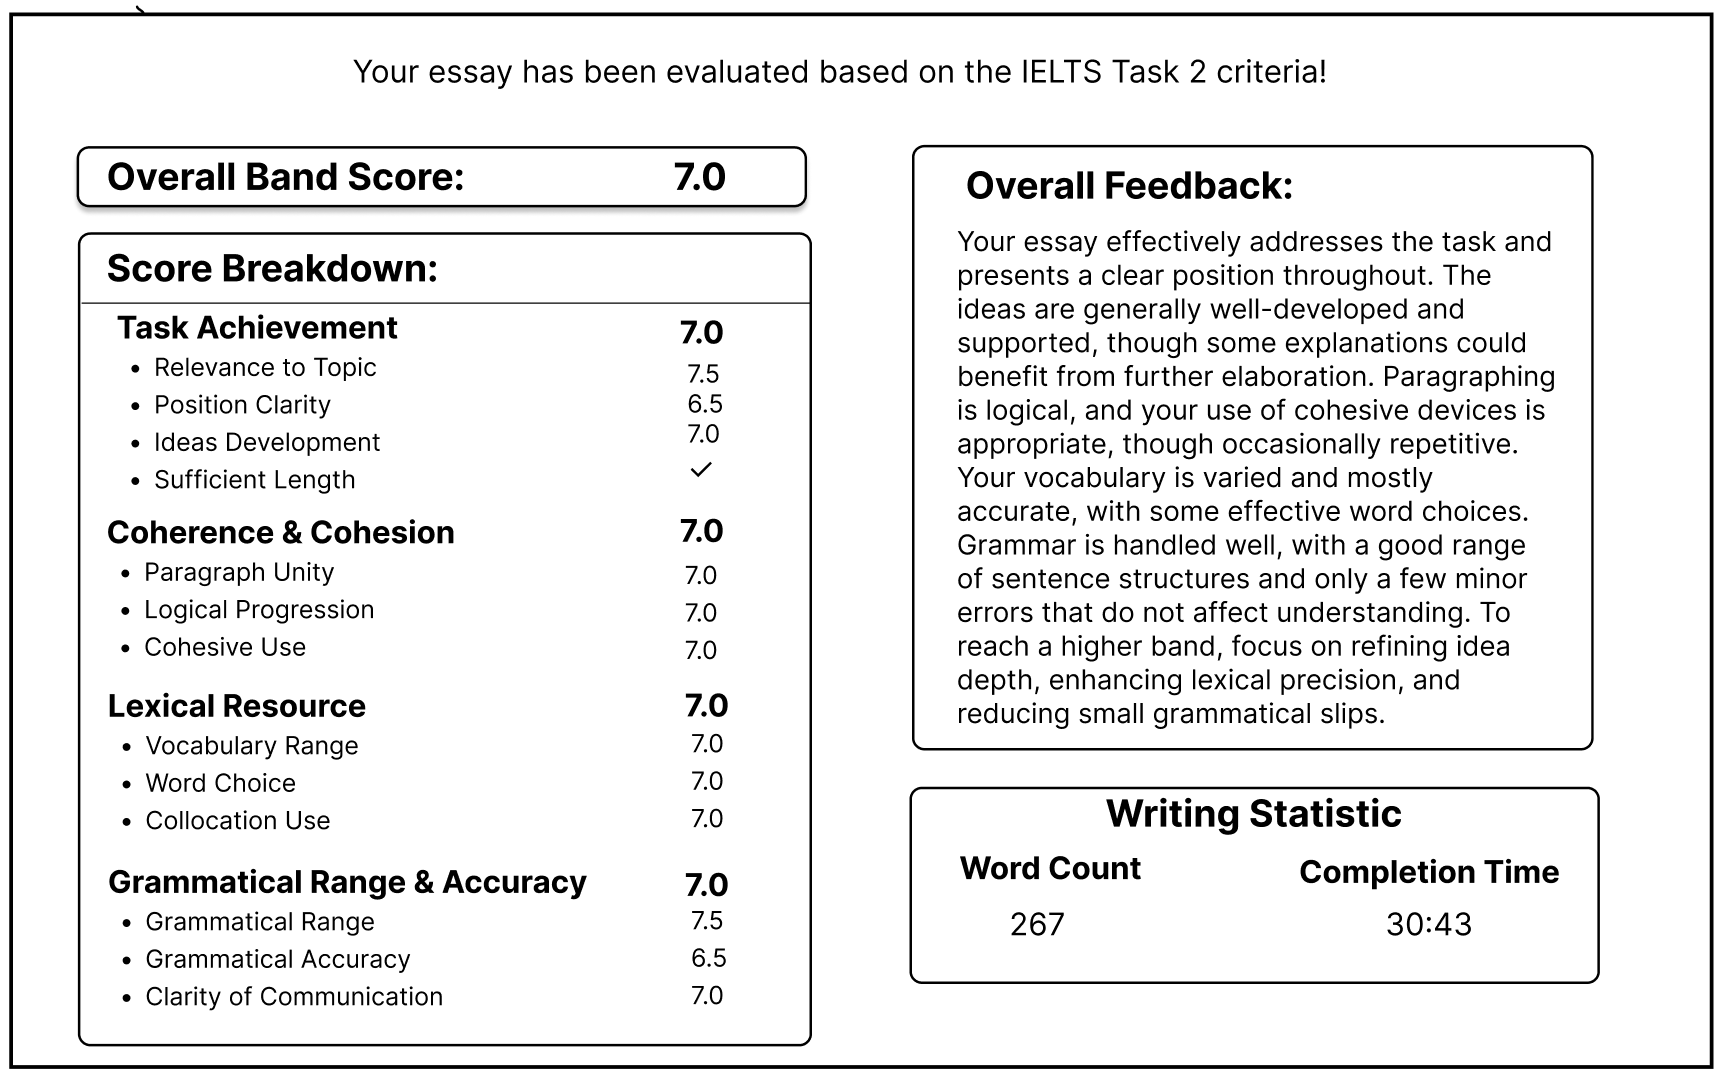 Your essay has been evaluated based on the IELTS Task 2 criteria!
Overall Band Score: 7.0
Score Breakdown:
Task Achievement 7.0
• Relevance to Topic 7.5
• Position Clarity 6.5
• Ideas Development 7.0
• Sufficient Length ✓
Coherence & Cohesion 7.0
• Paragraph Unity 7.0
• Logical Progression 7.0
• Cohesive Use 7.0
Lexical Resource 7.0
• Vocabulary Range 7.0
• Word Choice 7.0
• Collocation Use 7.0
Grammatical Range & Accuracy 7.0
• Grammatical Range 7.5
• Grammatical Accuracy 6.5
• Clarity of Communication 7.0
Overall Feedback:
Your essay effectively addresses the task and
presents a clear position throughout. The
ideas are generally well-developed and
supported, though some explanations could
benefit from further elaboration. Paragraphing
is logical, and your use of cohesive devices is
appropriate, though occasionally repetitive.
Your vocabulary is varied and mostly
accurate, with some effective word choices.
Grammar is handled well, with a good range
of sentence structures and only a few minor
errors that do not affect understanding. To
reach a higher band, focus on refining idea
depth, enhancing lexical precision, and
reducing small grammatical slips.
Writing Statistic
Word Count Completion Time
267 30:43